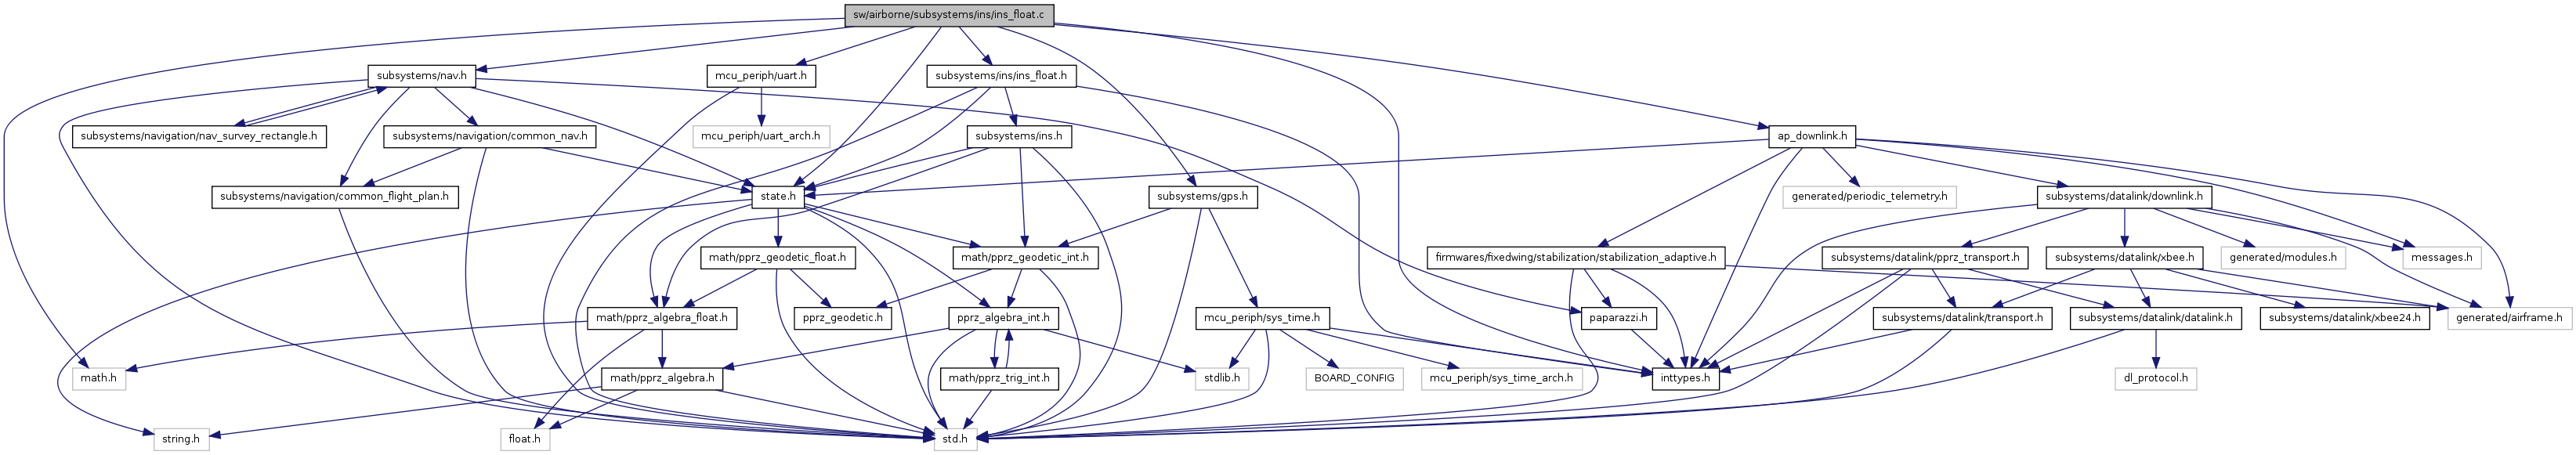 sw/airborne/subsystems/ins/ins_float.c
subsystems/nav.h
mcu_periph/uart.h
subsystems/ins/ins_float.h
subsystems/navigation/nav_survey_rectangle.h
subsystems/navigation/common_nav.h
mcu_periph/uart_arch.h
subsystems/ins.h
ap_downlink.h
subsystems/navigation/common_flight_plan.h
state.h
subsystems/gps.h
generated/periodic_telemetry.h
subsystems/datalink/downlink.h
math/pprz_geodetic_float.h
math/pprz_geodetic_int.h
firmwares/fixedwing/stabilization/stabilization_adaptive.h
subsystems/datalink/pprz_transport.h
subsystems/datalink/xbee.h
generated/modules.h
messages.h
math/pprz_algebra_float.h
pprz_geodetic.h
pprz_algebra_int.h
mcu_periph/sys_time.h
paparazzi.h
subsystems/datalink/transport.h
subsystems/datalink/datalink.h
subsystems/datalink/xbee24.h
generated/airframe.h
math.h
math/pprz_algebra.h
math/pprz_trig_int.h
stdlib.h
BOARD_CONFIG
mcu_periph/sys_time_arch.h
inttypes.h
dl_protocol.h
string.h
float.h
std.h